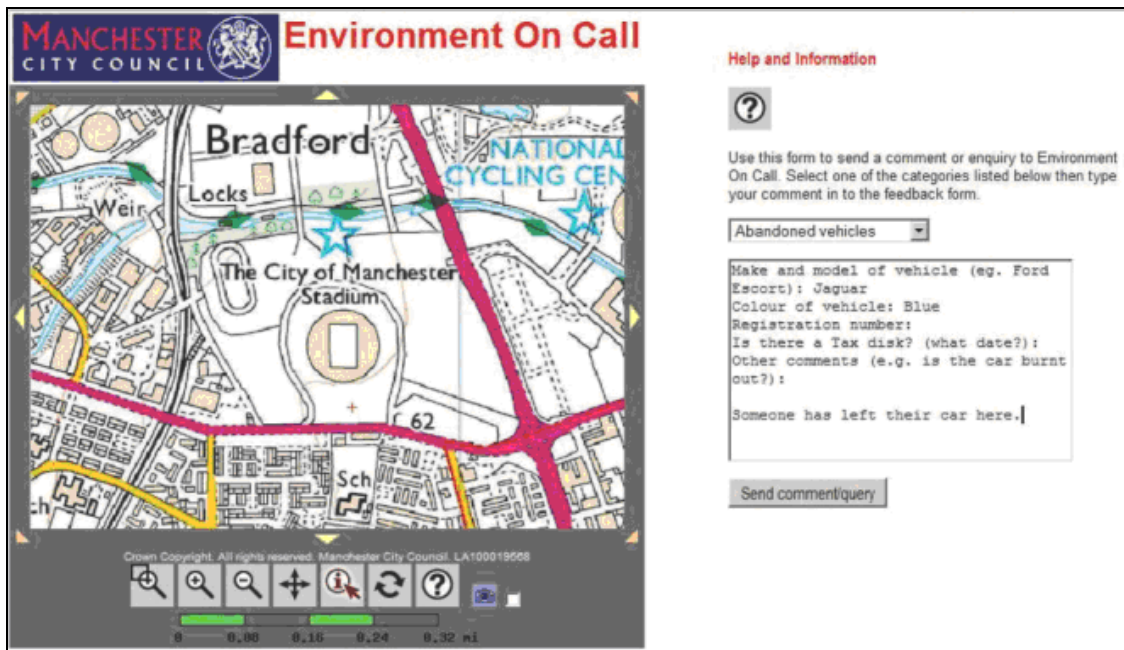 MANCHESTER
CITY COUNCIL
Environment On Call
Bradford
NATIONAL
CYCLING CEN
Locks
Weir
The City of Manchester
Stadium
62
Sch
ch
Crown Copyright. All rights reserved. Manchester City Council. LA100019568
0 0.08 0.16 0.24 0.32 mi
Help and Information
Use this form to send a comment or enquiry to Environment
On Call. Select one of the categories listed below then type
your comment in to the feedback form.
Abandoned vehicles
Make and model of vehicle (eg. Ford
Escort): Jaguar
Colour of vehicle: Blue
Registration number:
Is there a Tax disk? (what date?):
Other comments (e.g. is the car burnt
out?):
Someone has left their car here.
Send comment/query